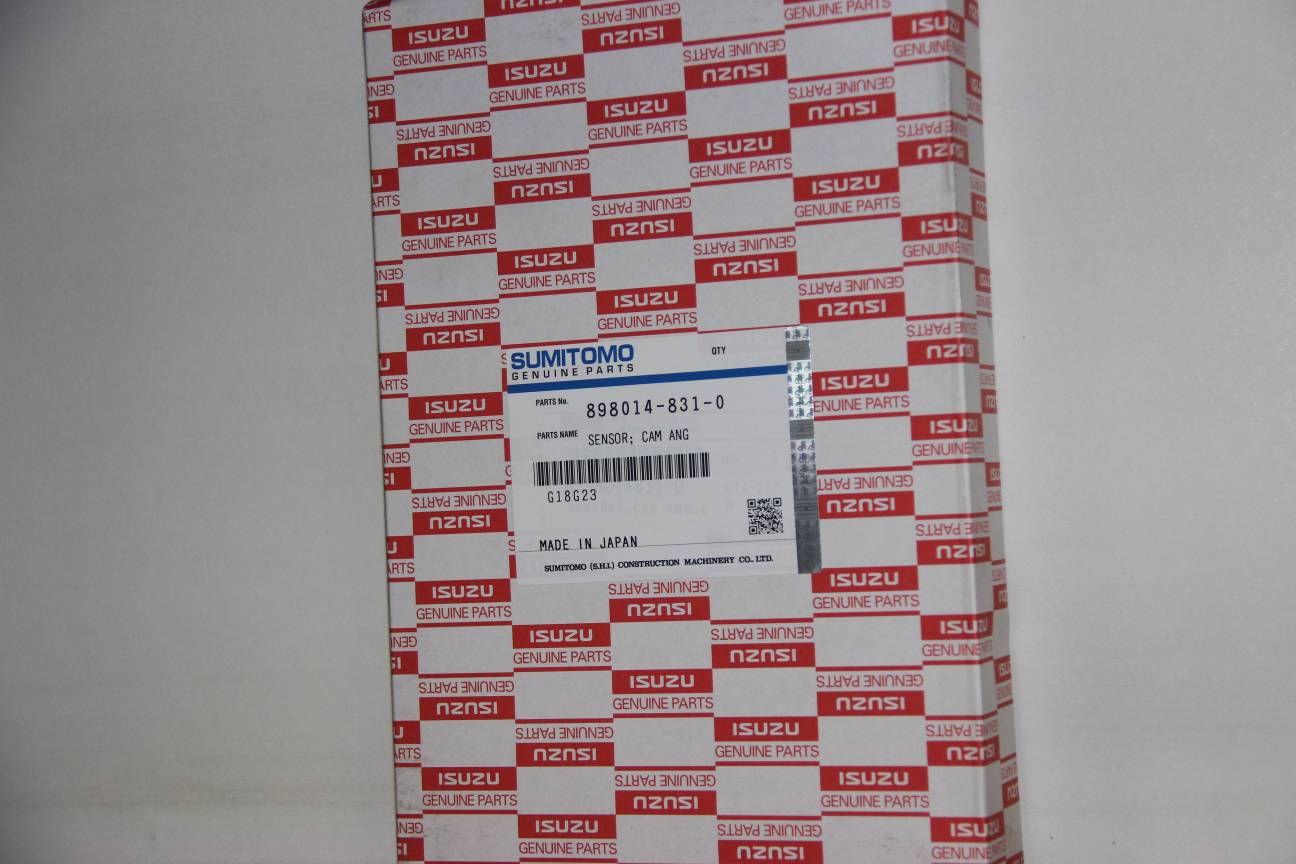 ISUZU
GENUINE PARTS
SUMITOMO
GENUINE PARTS
QTY
PARTS No. 898014-831-0
PARTS NAME SENSOR; CAM ANG
G18G23
MADE IN JAPAN
SUMITOMO (S.H.I.) CONSTRUCTION MACHINERY CO., LTD.